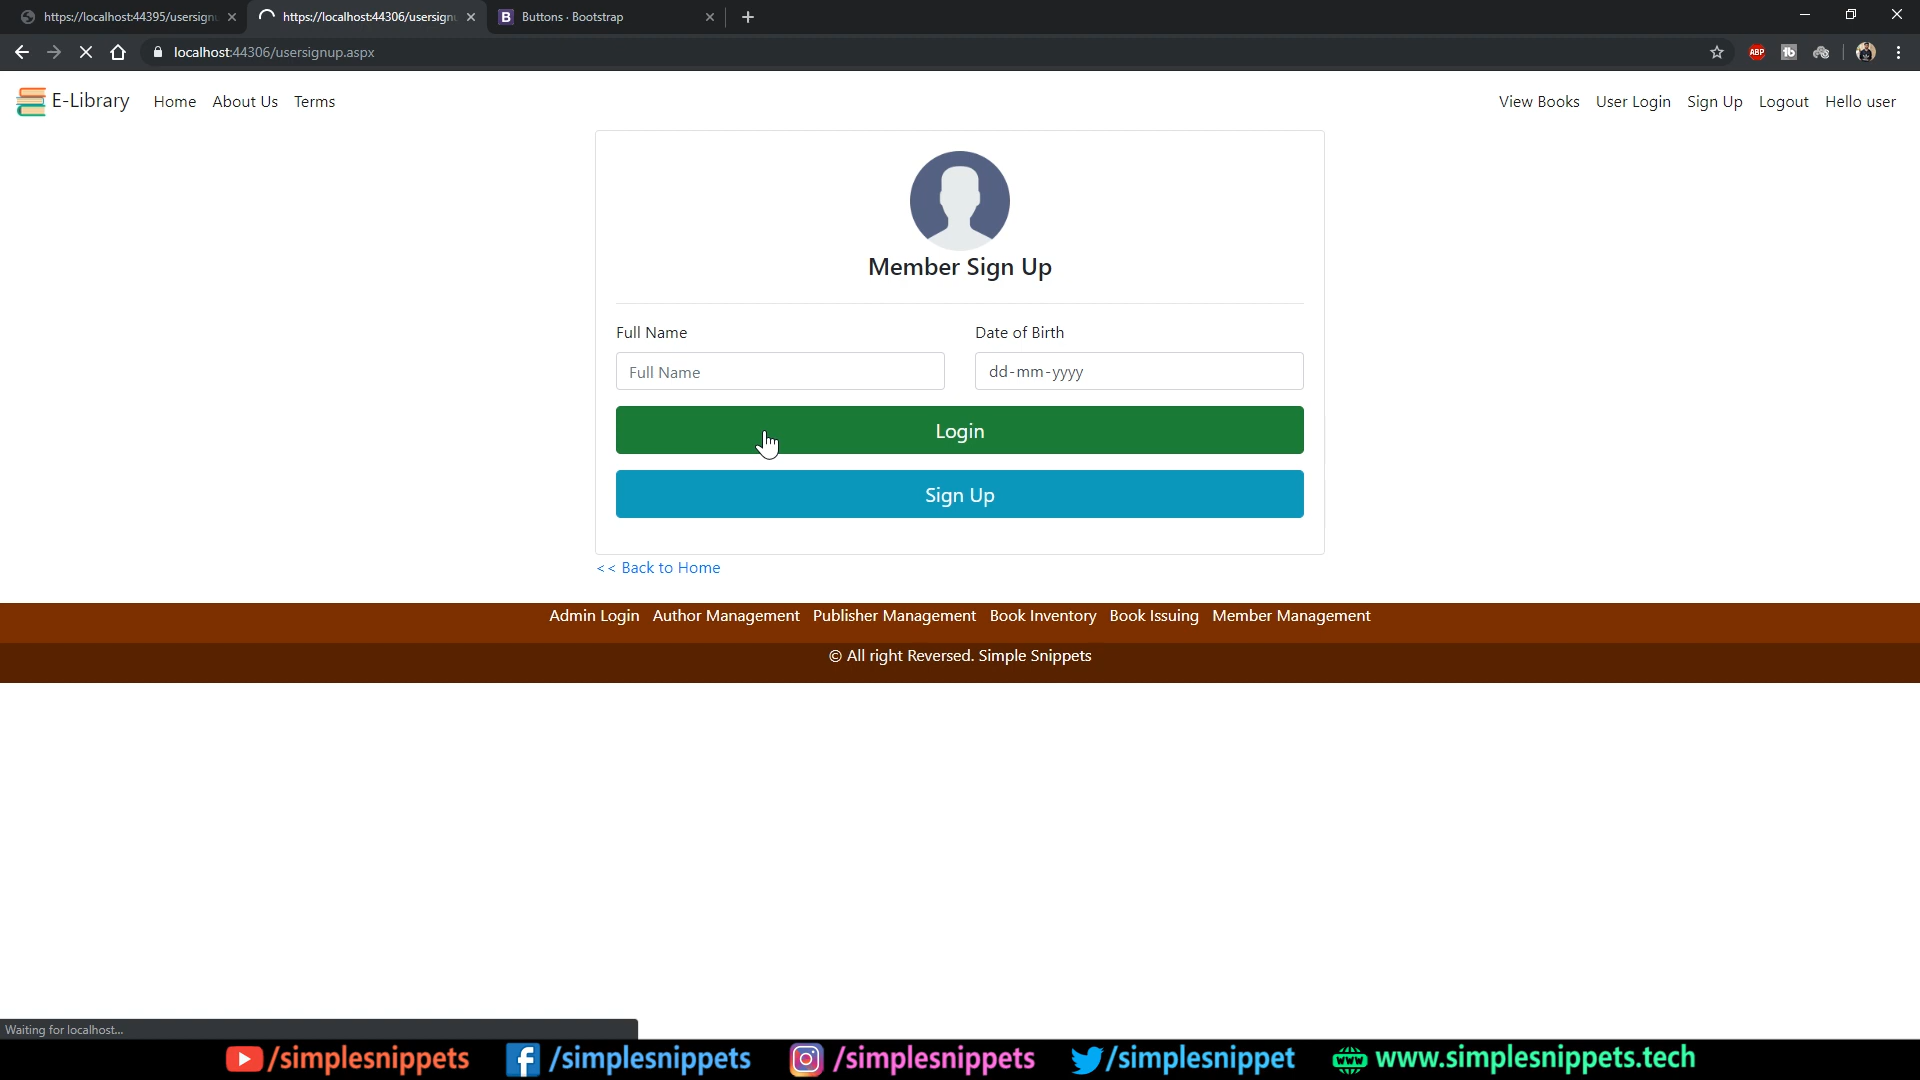 https://localhost:44395/usersign
https://localhost:44306/usersign
B Buttons · Bootstrap
localhost:44306/usersignup.aspx
ABP
tb
E-Library Home About Us Terms
View Books User Login Sign Up Logout Hello user
Member Sign Up
Full Name Date of Birth
Full Name dd-mm-yyyy
Login
Sign Up
<< Back to Home
Admin Login Author Management Publisher Management Book Inventory Book Issuing Member Management
© All right Reversed. Simple Snippets
Waiting for localhost...
/simplesnippets /simplesnippets /simplesnippets /simplesnippet www.simplesnippets.tech